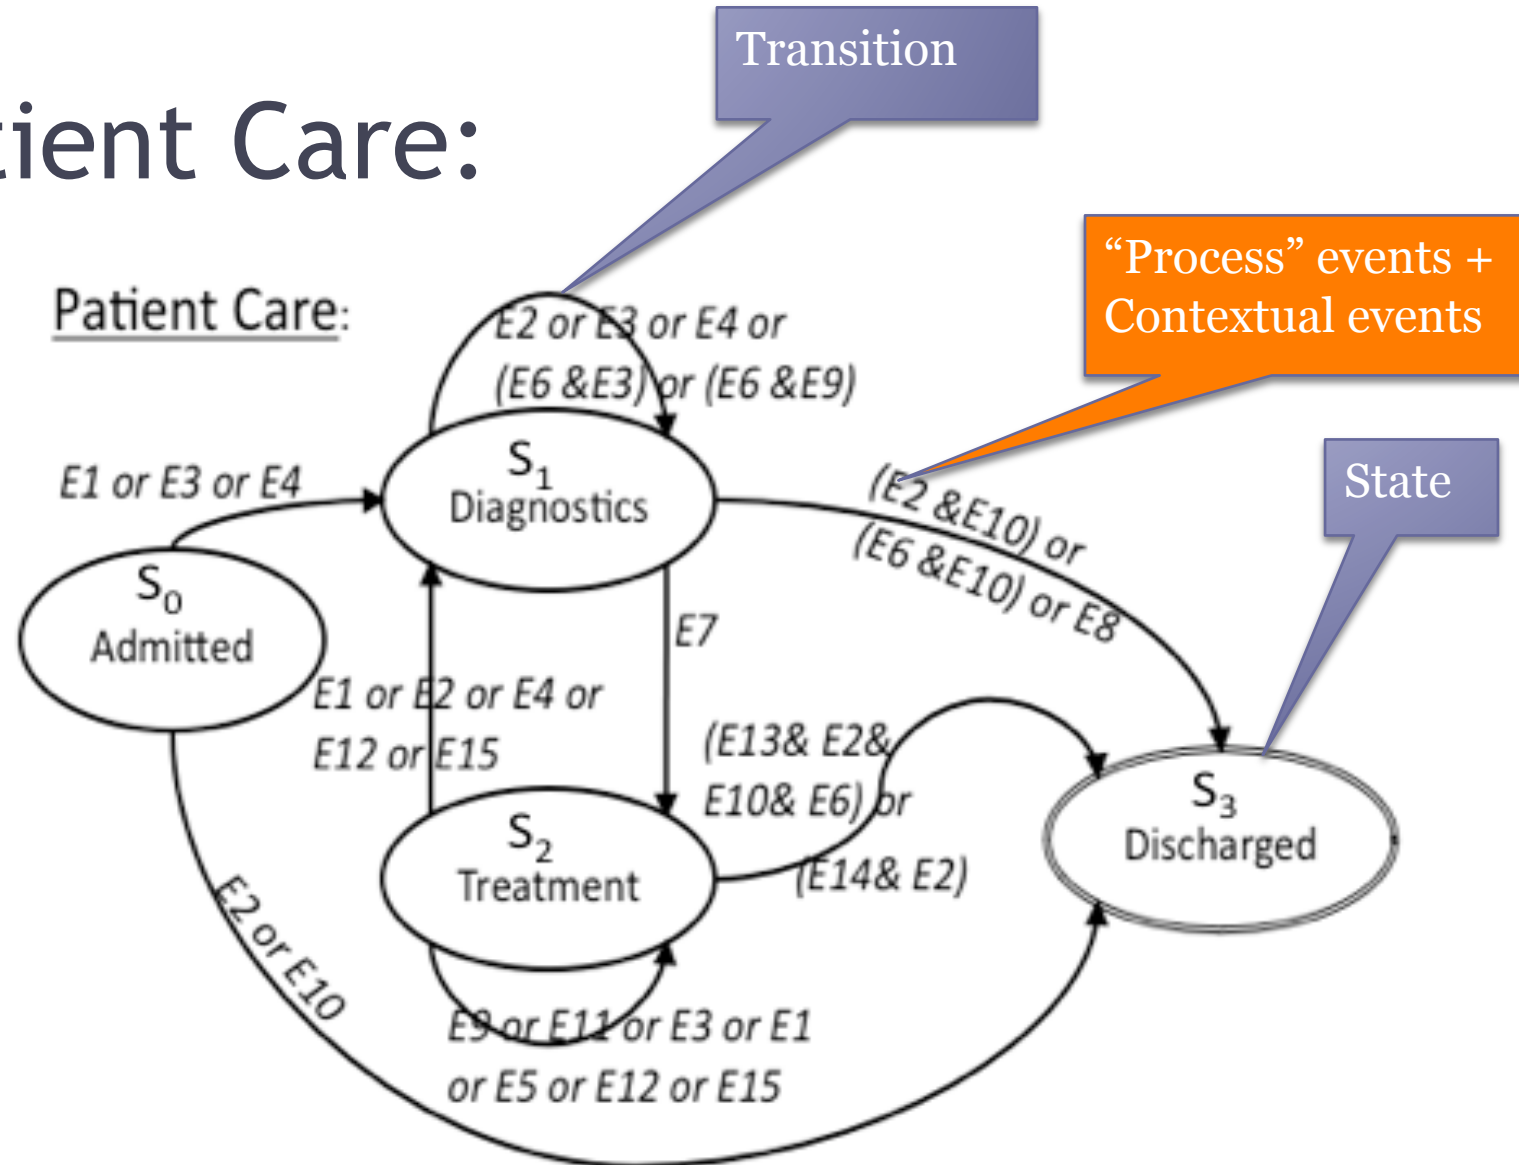 Transition
tient Care:
“Process” events +
Contextual events
Patient Care:
E2 or E3 or E4 or
(E6 &E3) or (E6 &E9)
E1 or E3 or E4
S1
Diagnostics
(E2 &E10) or
(E6 &E10) or E8
State
S0
Admitted
E7
E1 or E2 or E4 or
E12 or E15
(E13& E2&
E10& E6) or
(E14& E2)
S3
Discharged
S2
Treatment
E2 or E10
E9 or E11 or E3 or E1
or E5 or E12 or E15